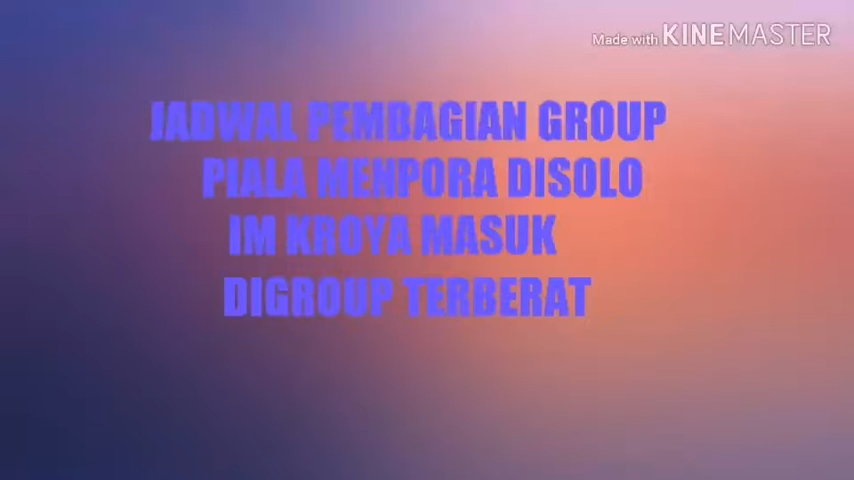 Made with KINEMASTER
JADWAL PEMBAGIAN GROUP
PIALA MENPORA DISOLO
IM KROYA MASUK
DIGROUP TERBERAT